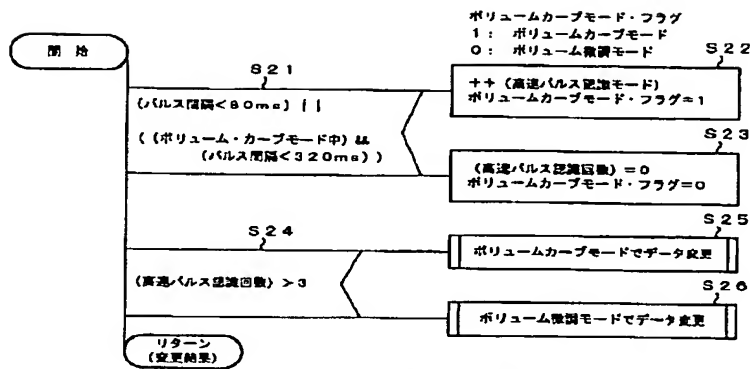 ボリュームカーブモード・フラグ
1： ボリュームカーブモード
0： ボリューム微調モード
開始
S21
(パルス間隔<80ms) ||
((ボリューム・カーブモード中) &&
(パルス間隔<320ms))
S22
++ (高速パルス認識モード)
ボリュームカーブモード・フラグ=1
S23
(高速パルス認識回数) =0
ボリュームカーブモード・フラグ=0
S24
(高速パルス認識回数) >3
S25
ボリュームカーブモードでデータ変更
S26
ボリューム微調モードでデータ変更
リターン
(変更結果)